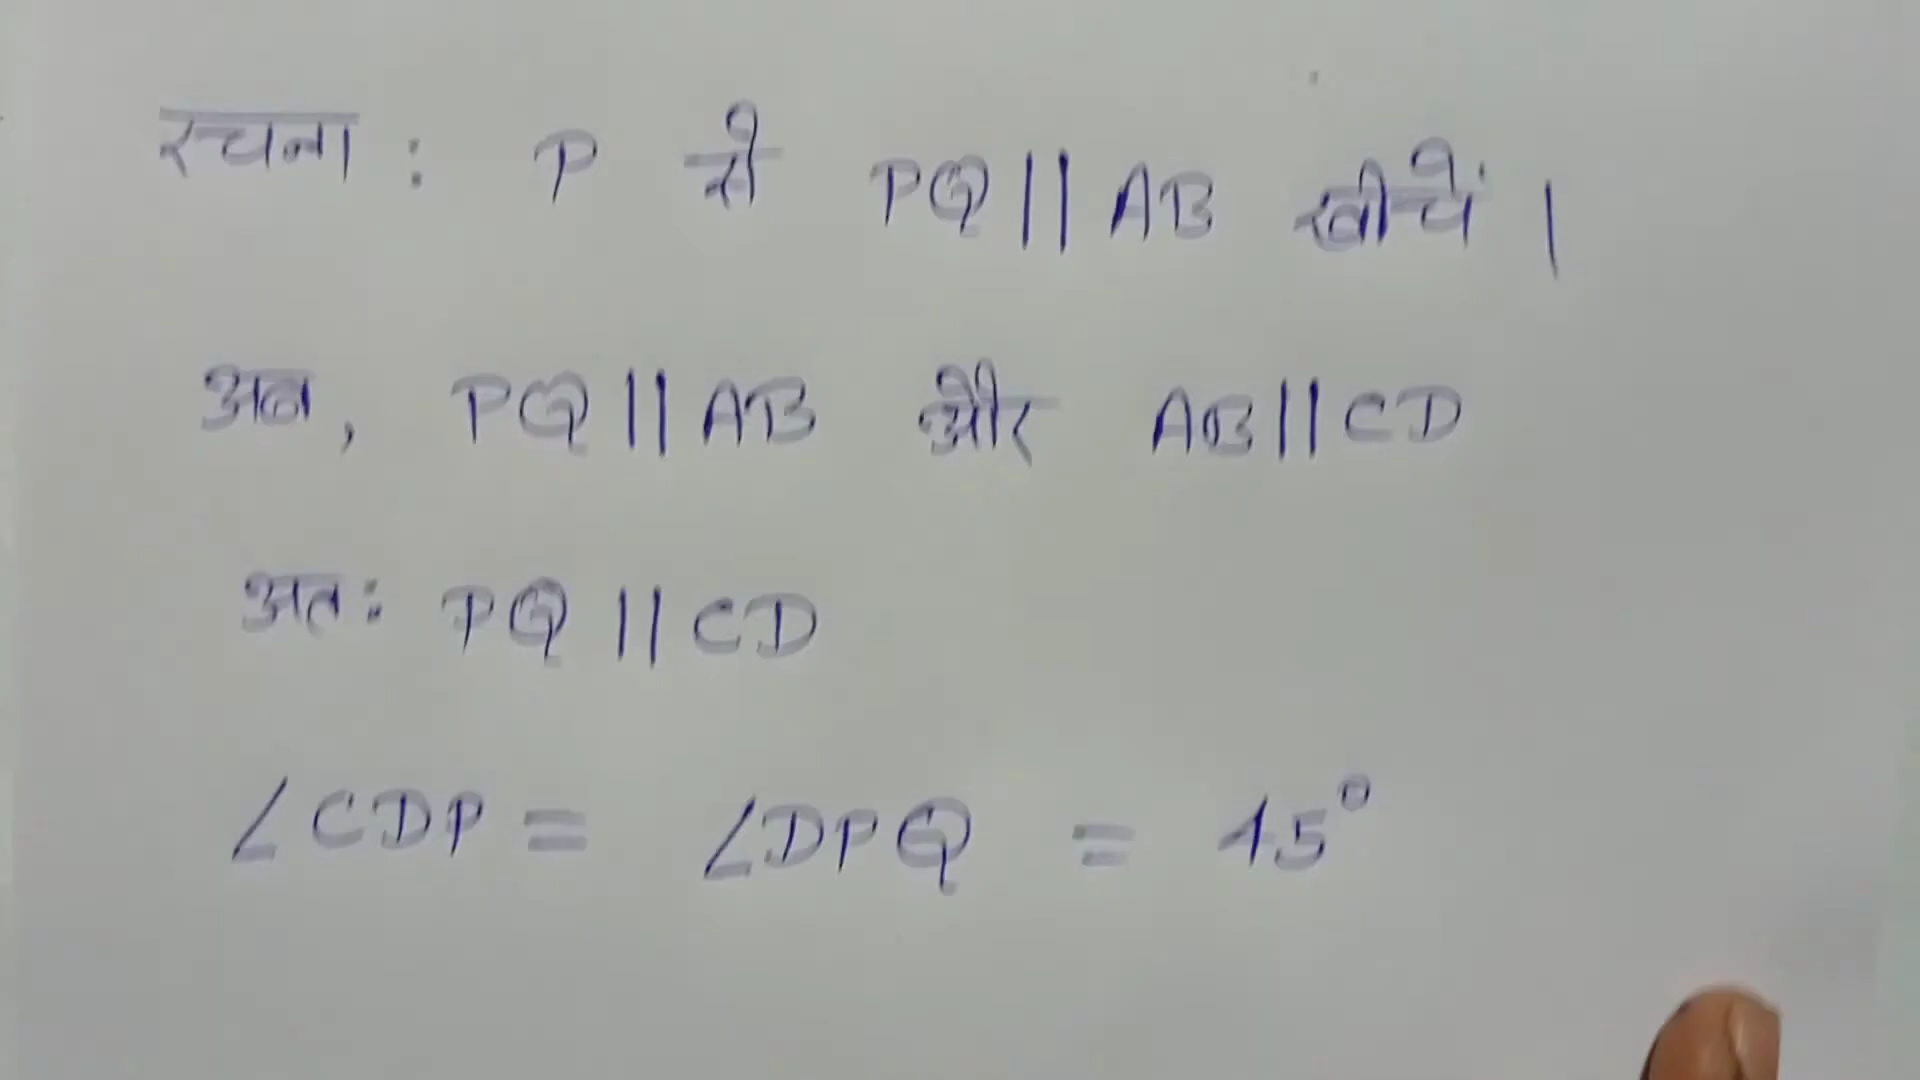 रचना : P से PQ || AB खीचें ।
अब, PQ || AB और AB || CD
अतः PQ || CD
∠CDP = ∠DPQ = 45°